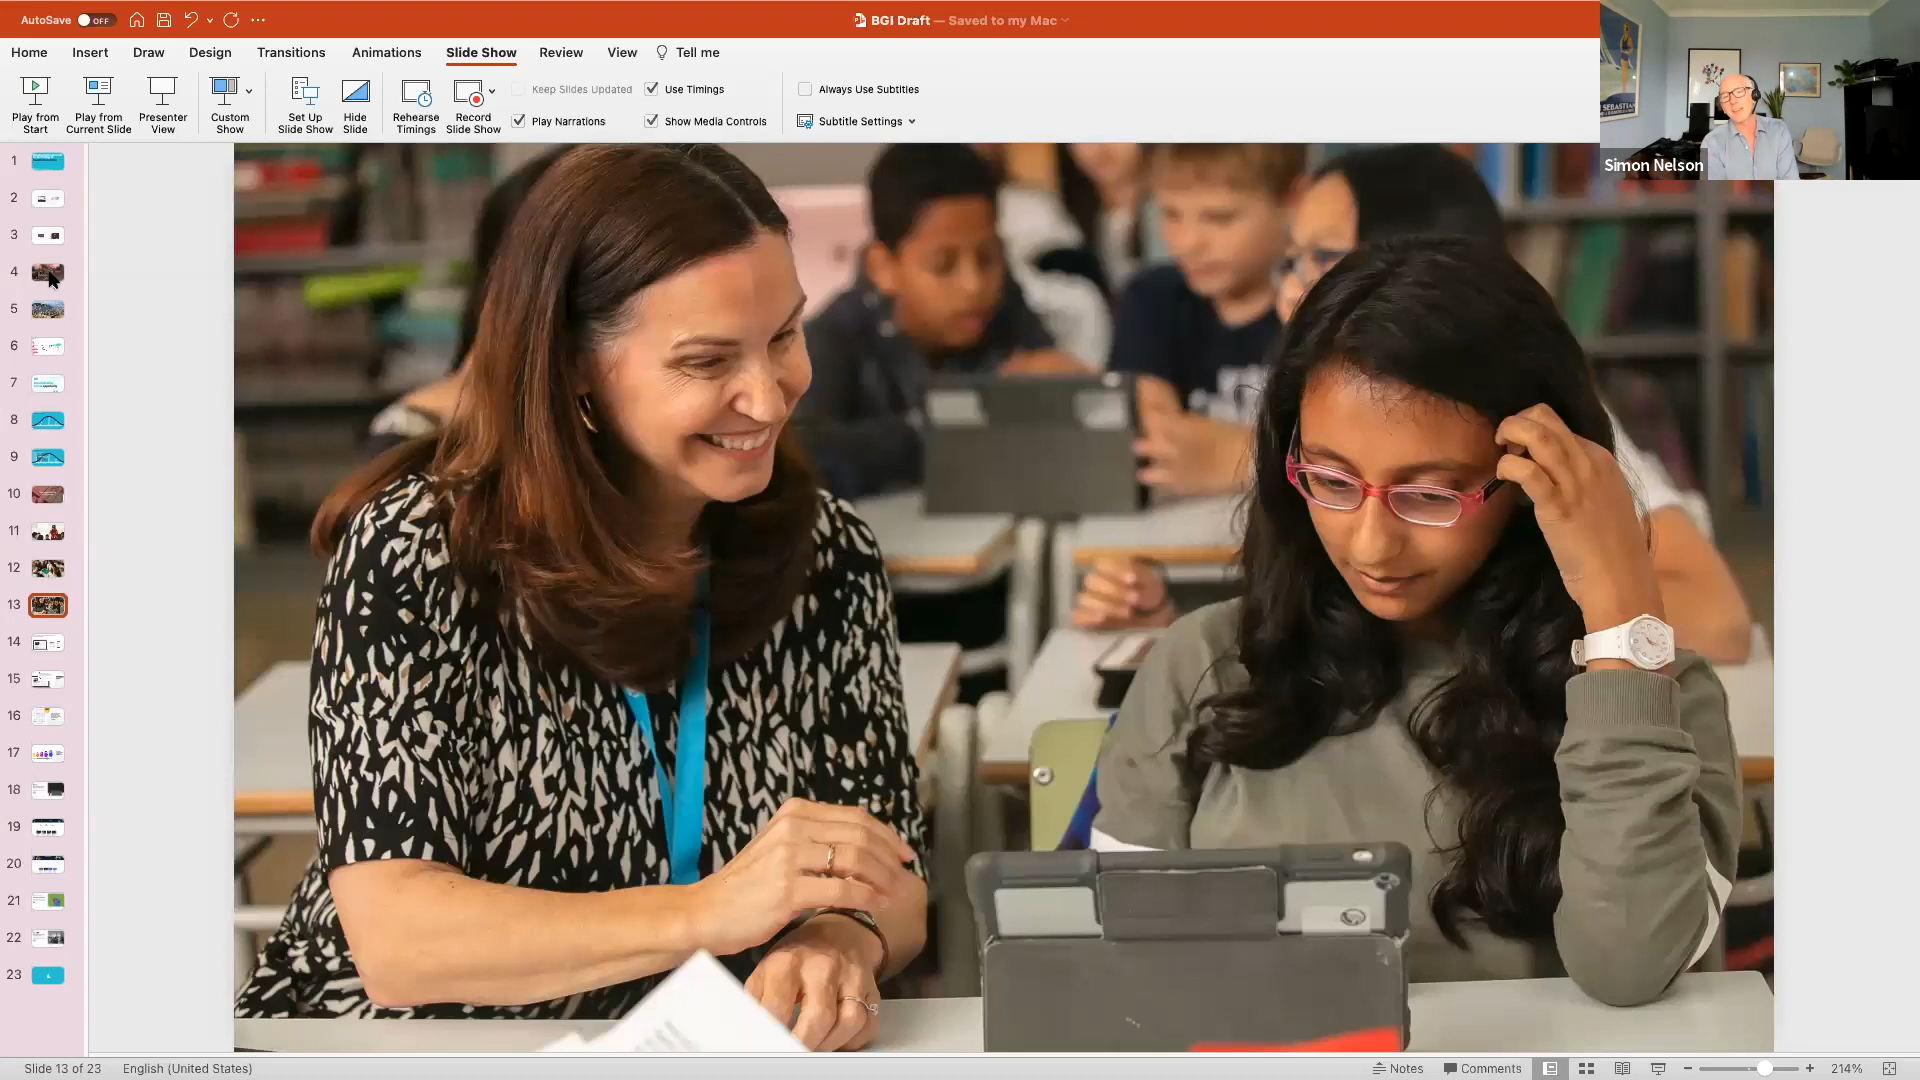 AutoSave OFF
BGI Draft — Saved to my Mac
Home Insert Draw Design Transitions Animations Slide Show Review View Tell me
Keep Slides Updated Use Timings Always Use Subtitles
Play from Start Play from Current Slide Presenter View Custom Show Set Up Slide Show Hide Slide Rehearse Timings Record Slide Show Play Narrations Show Media Controls Subtitle Settings
SEBASTIAN
Simon Nelson
1
2
3
4
5
6
7
8
9
10
11
12
13
14
15
16
17
18
19
20
21
22
23
Slide 13 of 23 English (United States) Notes Comments 214%